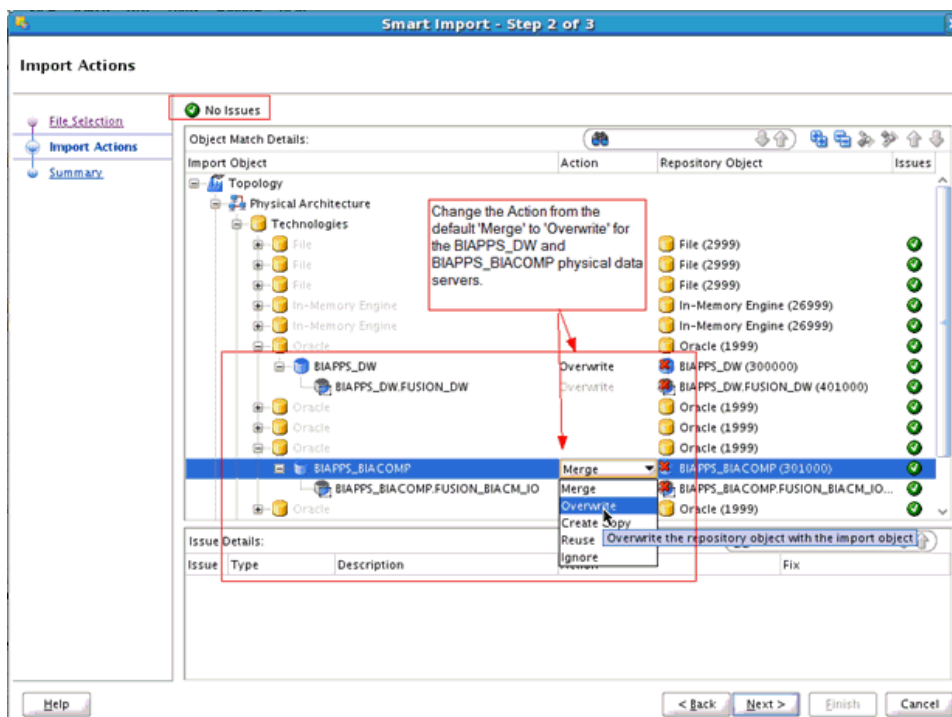 Smart Import - Step 2 of 3
Import Actions
File Selection
Import Actions
Summary
No Issues
Object Match Details:
Import Object Action Repository Object Issues
Topology
Physical Architecture
Technologies
Change the Action from the
default 'Merge' to 'Overwrite' for
the BIAPPS_DW and
BIAPPS_BIACOMP physical data
servers.
File File (2999)
File File (2999)
File File (2999)
In-Memory Engine In-Memory Engine (26999)
In-Memory Engine In-Memory Engine (26999)
Oracle Oracle (1999)
BIAPPS_DW Overwrite BIAPPS_DW (300000)
BIAPPS_DW.FUSION_DW Overwrite BIAPPS_DW.FUSION_DW (401000)
Oracle Oracle (1999)
Oracle Oracle (1999)
Oracle Oracle (1999)
BIAPPS_BIACOMP Merge BIAPPS_BIACOMP (301000)
BIAPPS_BIACOMP.FUSION_BIACM_IO Merge BIAPPS_BIACOMP.FUSION_BIACM_IO...
Oracle Overwrite Oracle (1999)
Create Copy
Reuse Overwrite the repository object with the import object
Ignore
Issue Details:
Issue Type Description Fix
Help < Back Next > Finish Cancel